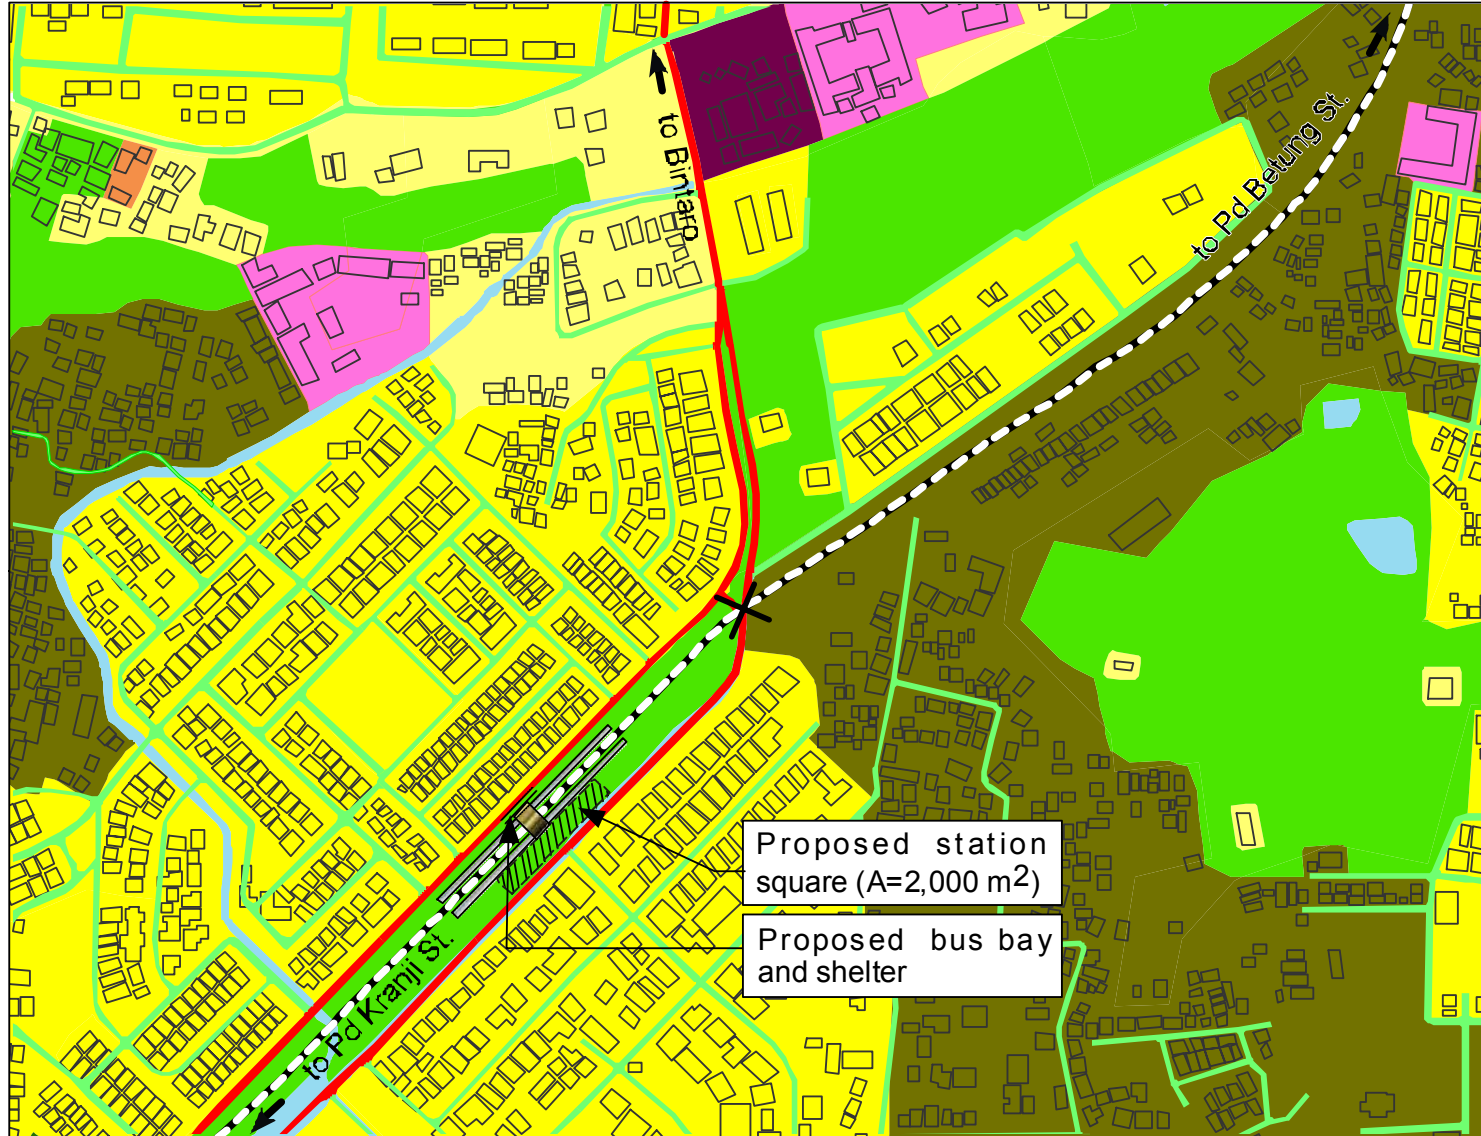 to Bintaro
to Pd Betung St.
Proposed station
square (A=2,000 m2)
Proposed bus bay
and shelter
to Pd Kranji St.